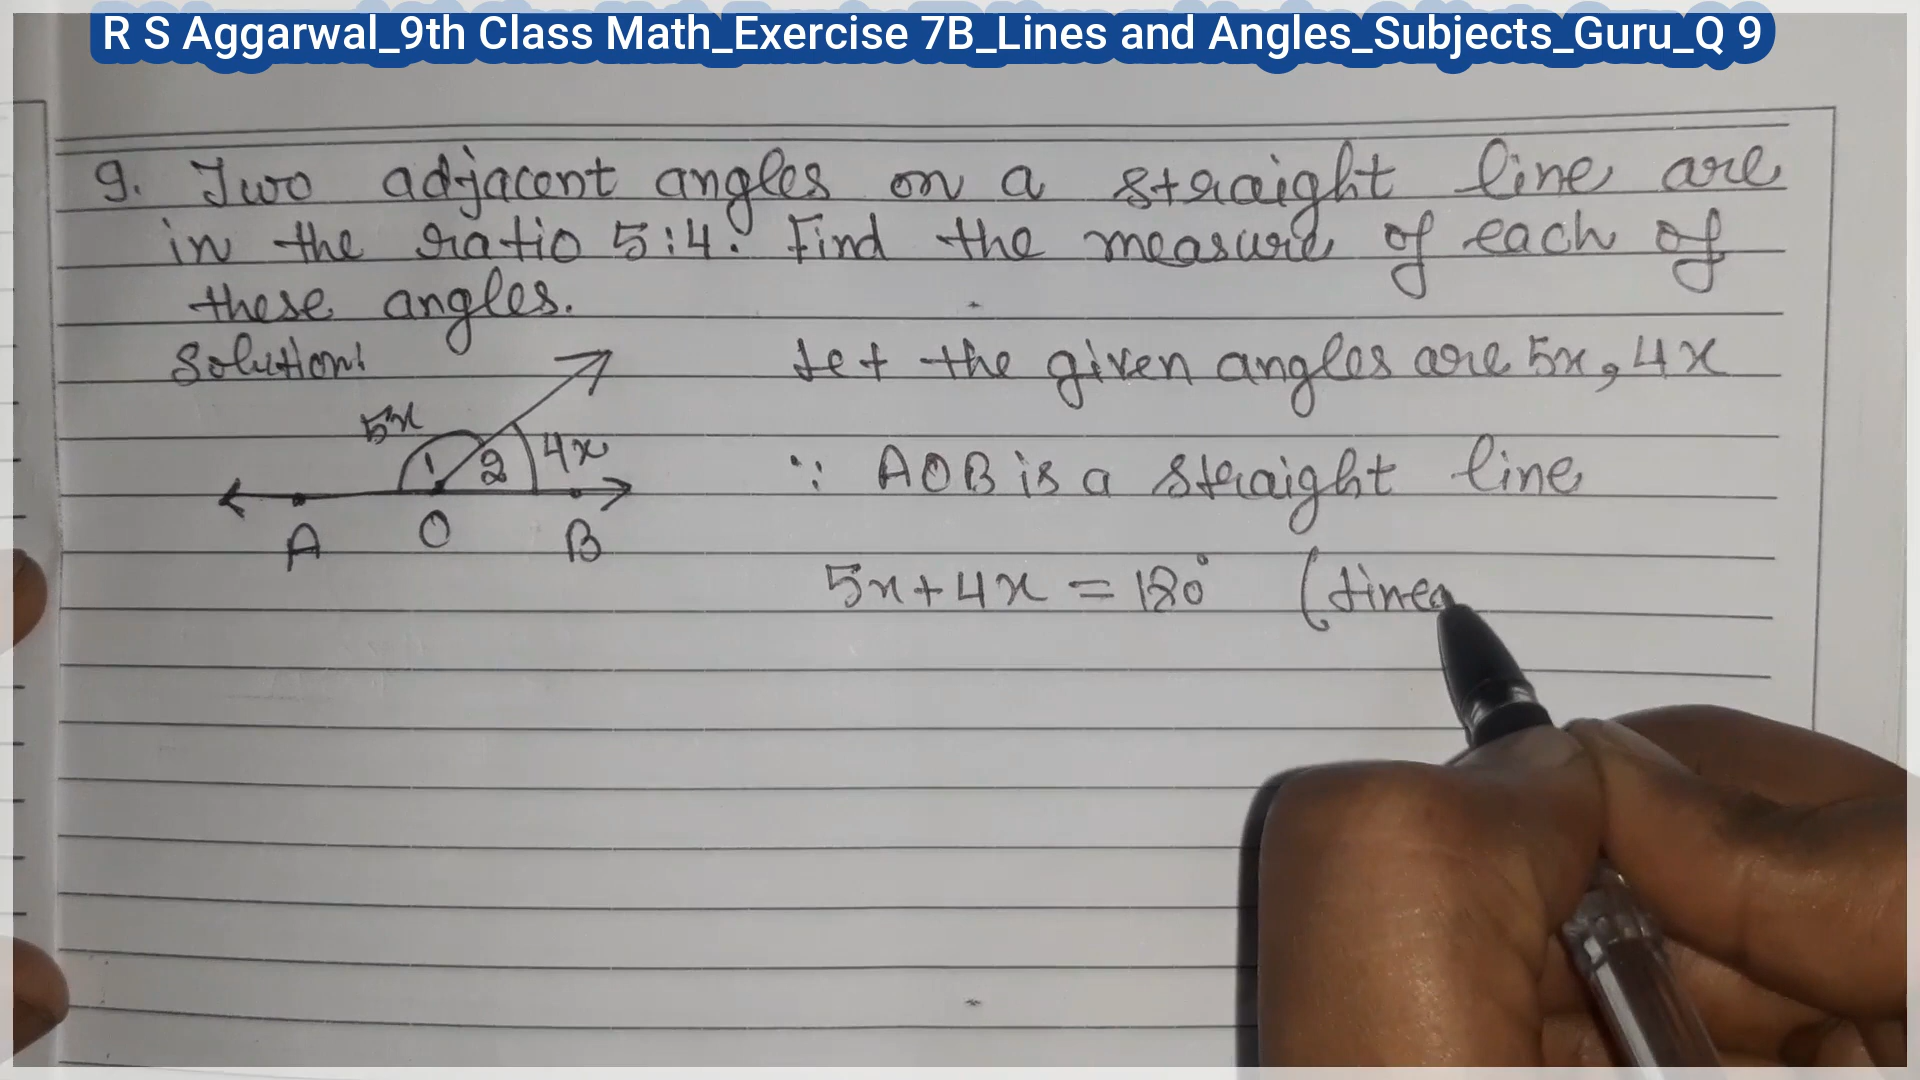 R S Aggarwal_9th Class Math_Exercise 7B_Lines and Angles_Subjects_Guru_Q 9
9. Two adjacent angles on a straight line are
in the ratio 5:4. Find the measure of each of
these angles.
Solution:
Let the given angles are 5x, 4x
5x
1
2
4x
A
O
B
∵ AOB is a straight line
5x+4x = 180° (Linea